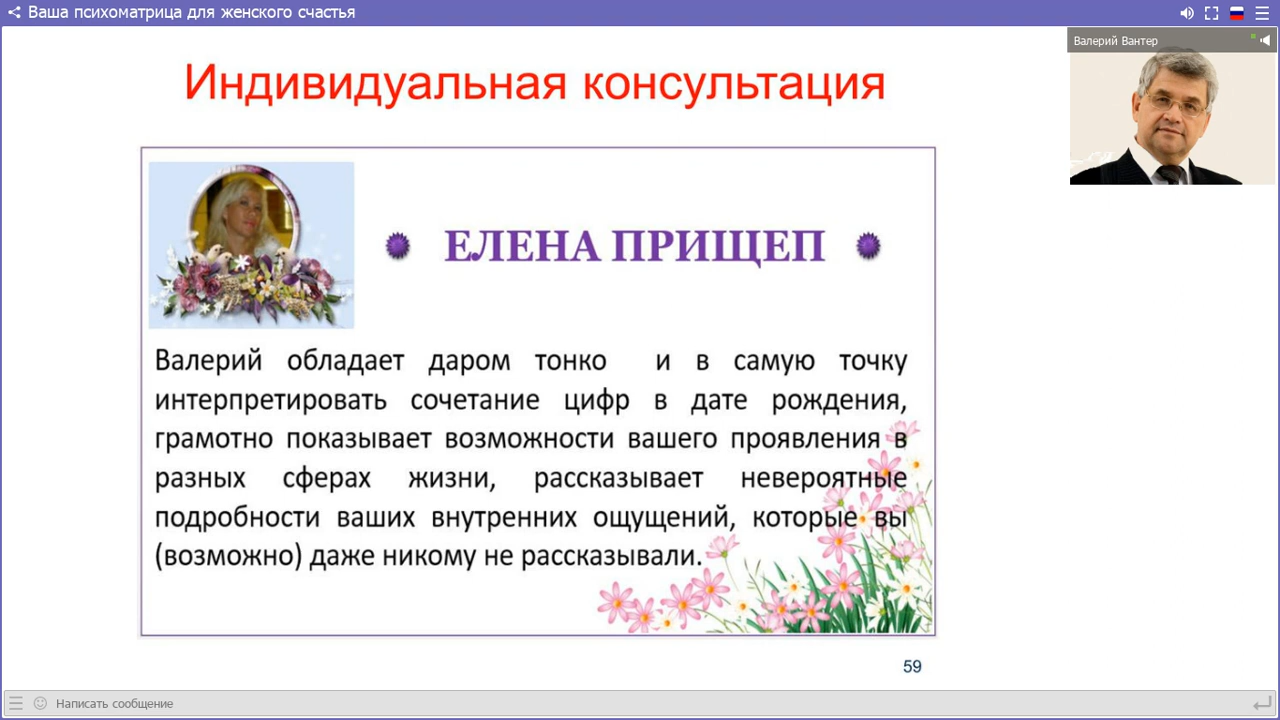 Ваша психоматрица для женского счастья
Валерий Вантер
Индивидуальная консультация
ЕЛЕНА ПРИЩЕП
Валерий обладает даром тонко и в самую точку
интерпретировать сочетание цифр в дате рождения,
грамотно показывает возможности вашего проявления в
разных сферах жизни, рассказывает невероятные
подробности ваших внутренних ощущений, которые вы
(возможно) даже никому не рассказывали.
59
Написать сообщение